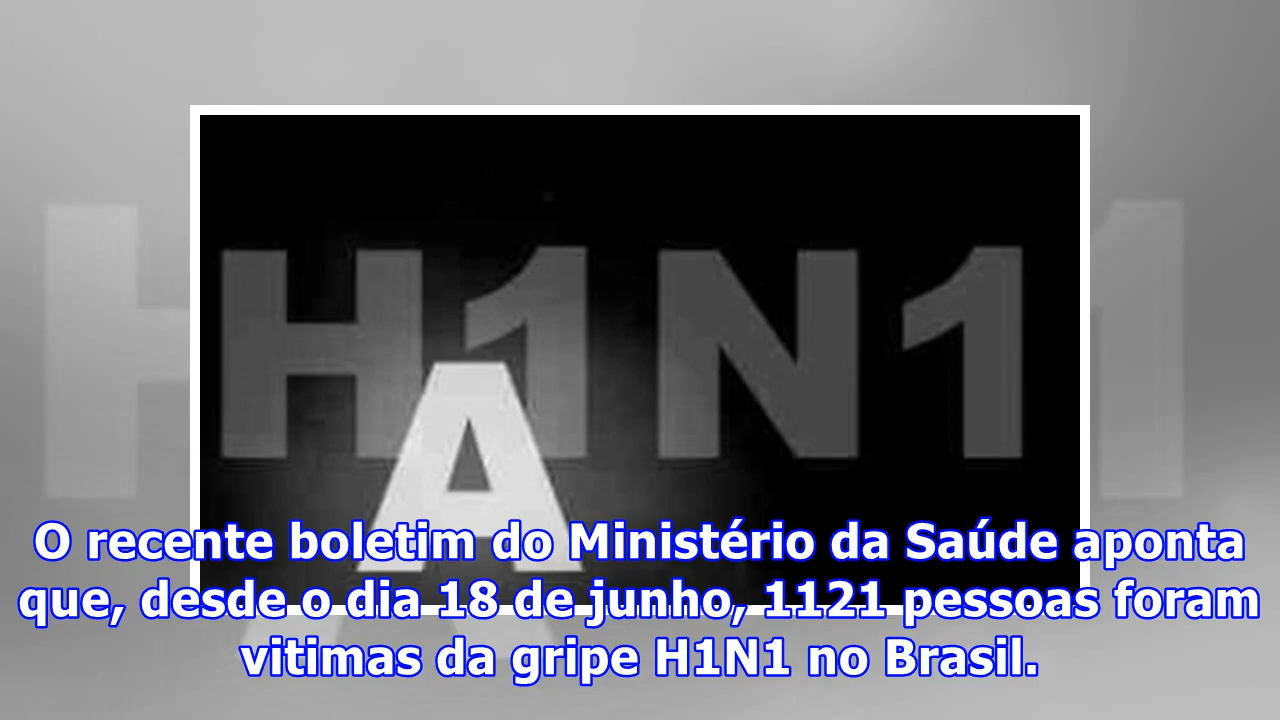 H1N1
A
O recente boletim do Ministério da Saúde aponta
que, desde o dia 18 de junho, 1121 pessoas foram
vitimas da gripe H1N1 no Brasil.